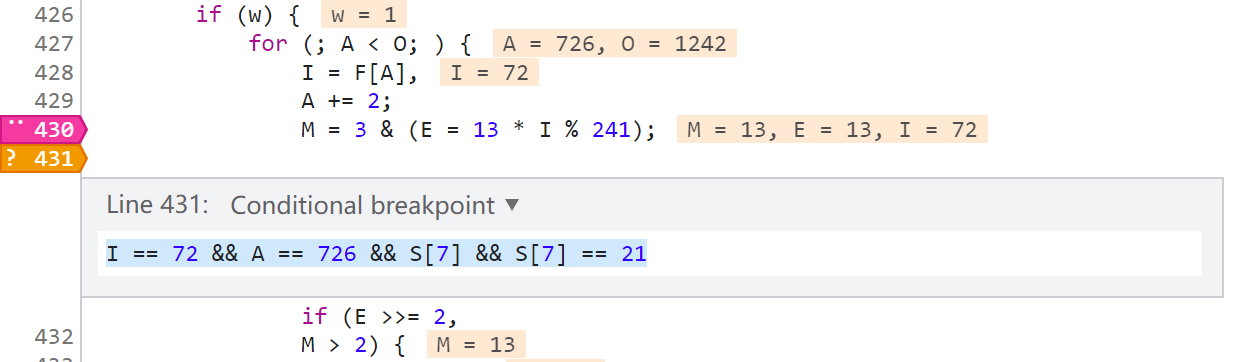 426 if (w) { w = 1
427 for (; A < O; ) { A = 726, O = 1242
428 I = F[A], I = 72
429 A += 2;
430 M = 3 & (E = 13 * I % 241); M = 13, E = 13, I = 72
? 431
Line 431: Conditional breakpoint ▼
I == 72 && A == 726 && S[7] && S[7] == 21
if (E >>= 2,
432 M > 2) { M = 13